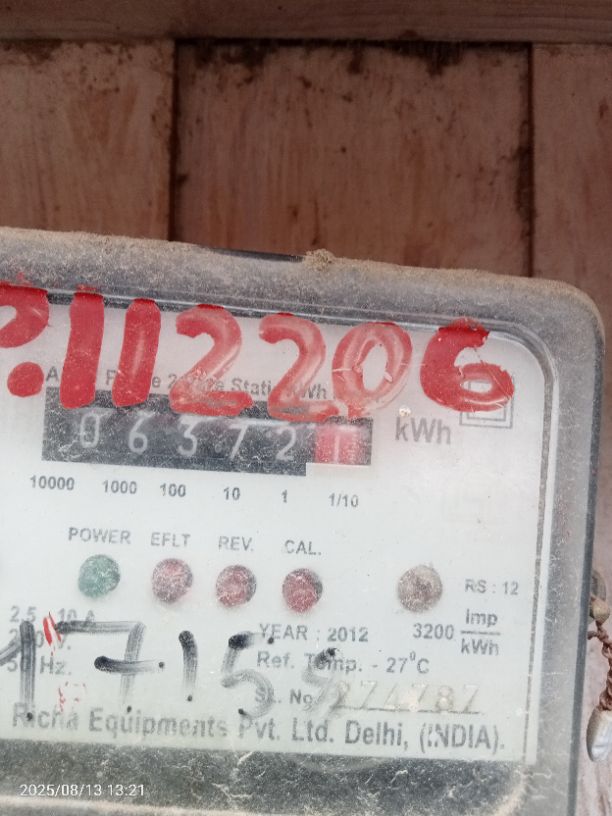 P.112206
A Phase 2 Wire Static kWh
063721 kWh
10000 1000 100 10 1 1/10
POWER EFLT REV. CAL.
RS : 12
2.5 - 10 A
YEAR : 2012 3200 imp/kWh
50 Hz. Ref. Temp. - 27°C
Sl. No.
Richa Equipments Pvt. Ltd. Delhi, (INDIA).
2025/08/13 13:21